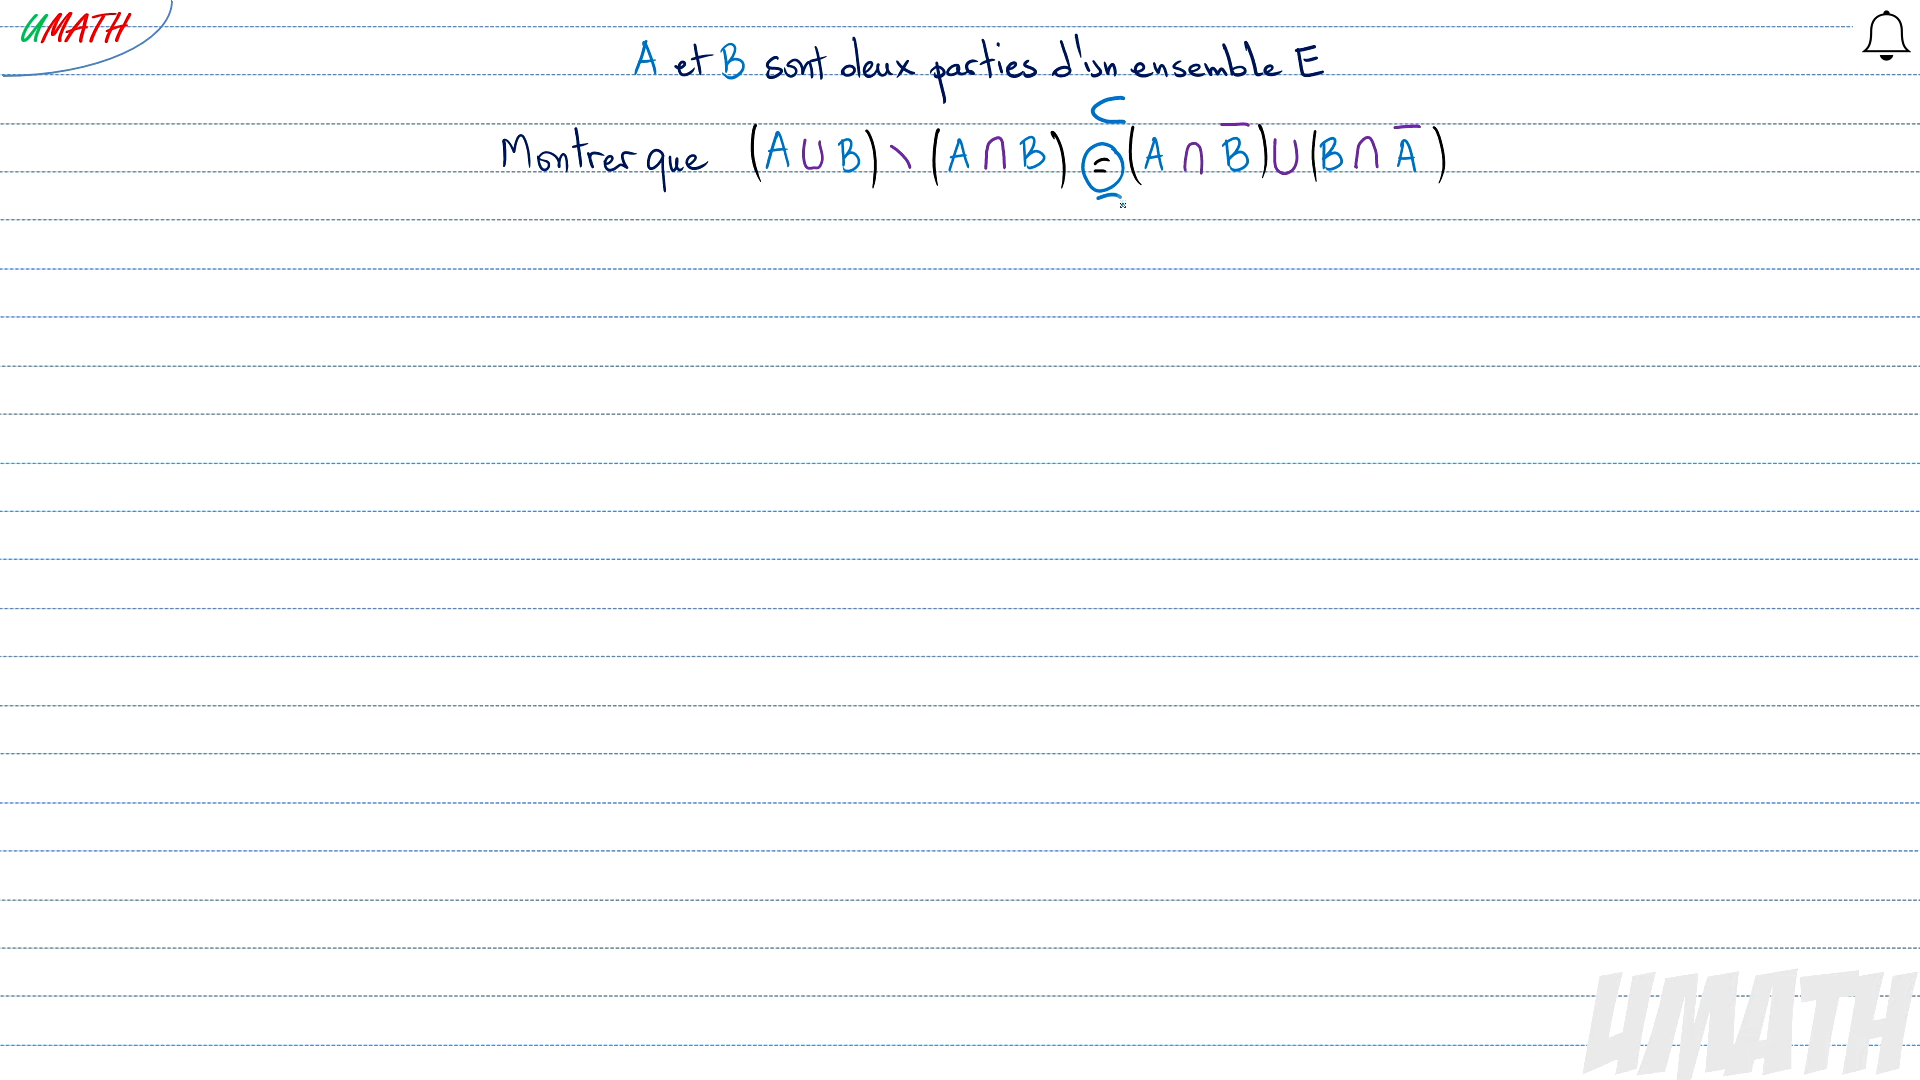 UMATH
A et B sont deux parties d'un ensemble E
⊂
Montrer que (A ∪ B) \ (A ∩ B) = (A ∩ B̅) ∪ (B ∩ A̅)
UMATH